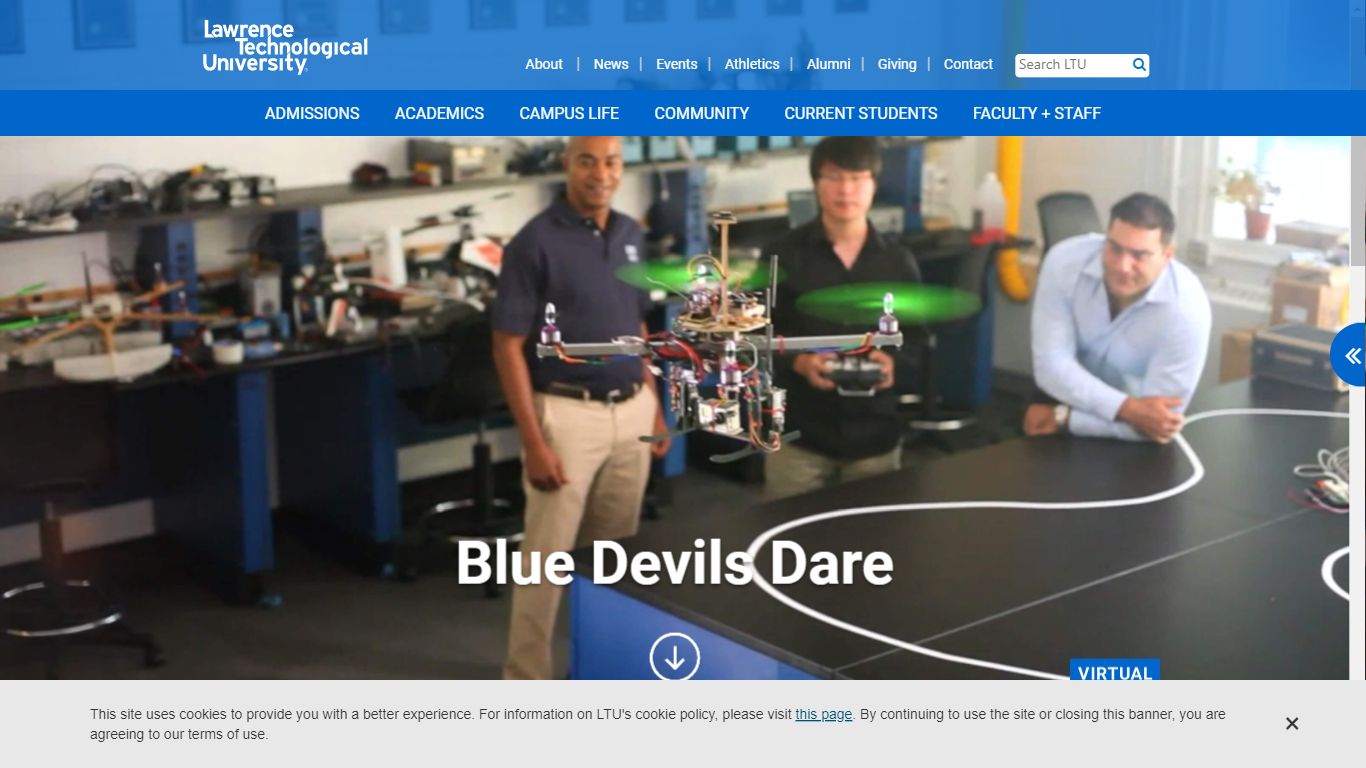 Lawrence
Technological
University
About | News | Events | Athletics | Alumni | Giving | Contact
Search LTU
ADMISSIONS ACADEMICS CAMPUS LIFE COMMUNITY CURRENT STUDENTS FACULTY + STAFF
Blue Devils Dare
VIRTUAL
This site uses cookies to provide you with a better experience. For information on LTU's cookie policy, please visit this page. By continuing to use the site or closing this banner, you are
agreeing to our terms of use.